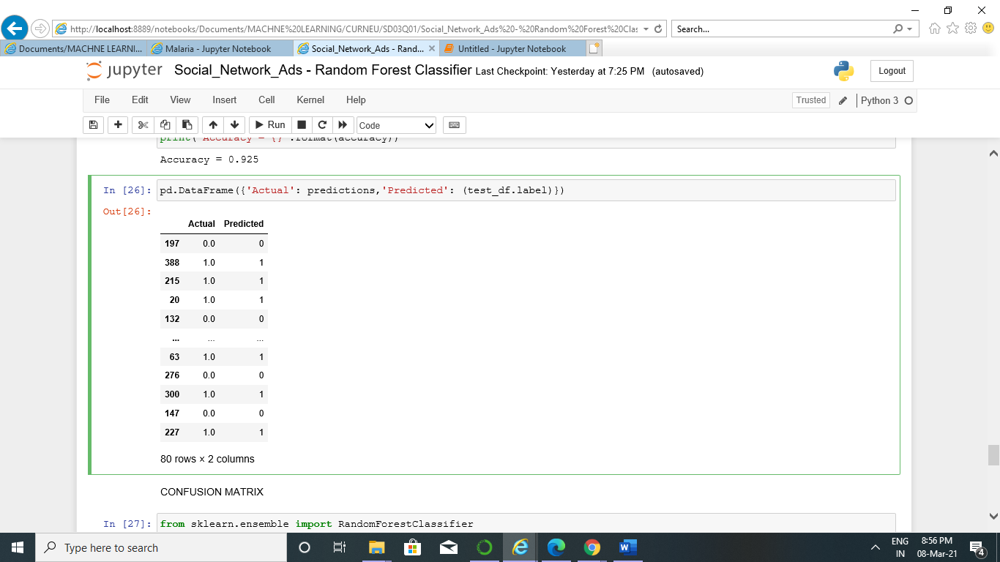 http://localhost:8889/notebooks/Documents/MACHNE%20LEARNING/CURNEU/SD03Q01/Social_Network_Ads%20-%20Random%20Forest%20Clas
Search...
Documents/MACHNE LEARNI...
Malaria - Jupyter Notebook
Social_Network_Ads - Rand...
Untitled - Jupyter Notebook
jupyter Social_Network_Ads - Random Forest Classifier Last Checkpoint: Yesterday at 7:25 PM (autosaved)
Logout
File Edit View Insert Cell Kernel Help
Trusted
Python 3
Run
Code
print("Accuracy = {}".format(accuracy))
Accuracy = 0.925
In [26]: pd.DataFrame({'Actual': predictions,'Predicted': (test_df.label)})
Out[26]:
Actual Predicted
197 0.0 0
388 1.0 1
215 1.0 1
20 1.0 1
132 0.0 0
... ... ...
63 1.0 1
276 0.0 0
300 1.0 1
147 0.0 0
227 1.0 1
80 rows × 2 columns
CONFUSION MATRIX
In [27]: from sklearn.ensemble import RandomForestClassifier
Type here to search
ENG
IN
8:56 PM
08-Mar-21
4